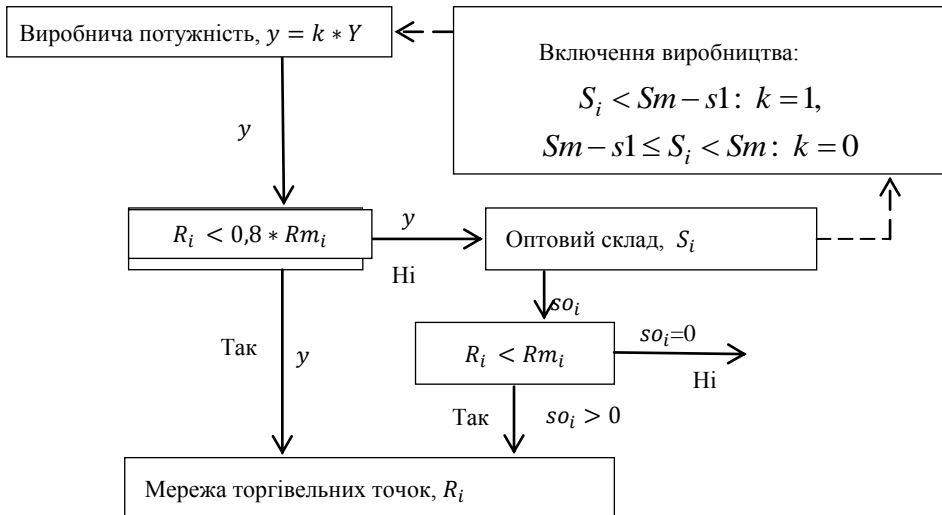 Виробнича потужність, y = k * Y
Включення виробництва:
S_i < Sm − s1: k = 1,
Sm − s1 ≤ S_i < Sm: k = 0
y
R_i < 0,8 * Rm_i
y
Ні
Оптовий склад, S_i
so_i
Так
y
R_i < Rm_i
so_i=0
Ні
Так
so_i > 0
Мережа торгівельних точок, R_i